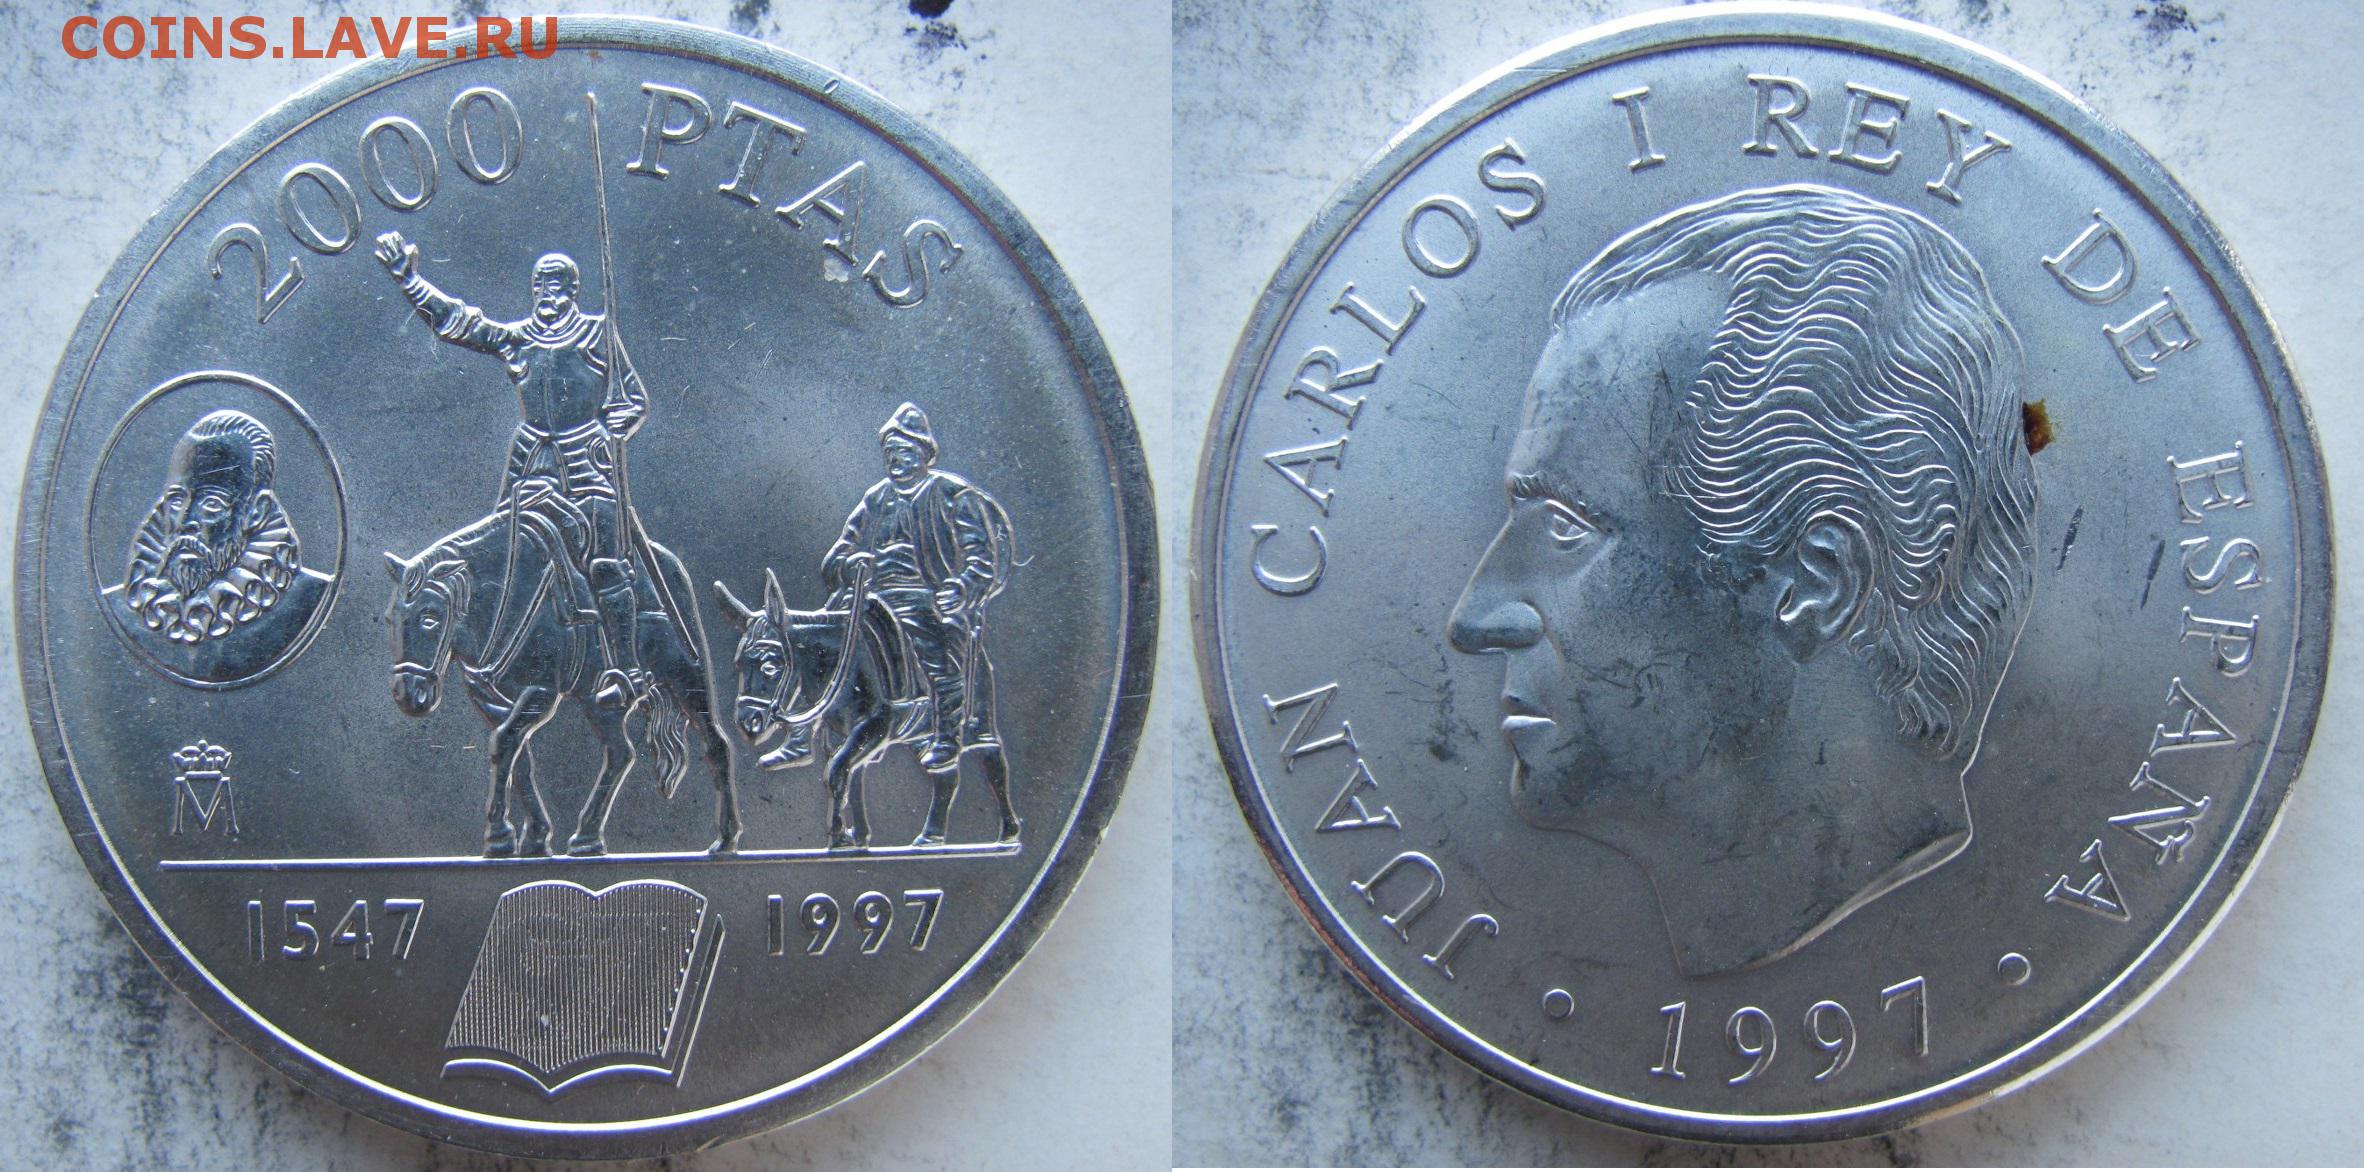 COINS.LAVE.RU
2000 PTAS
M
1547 1997
JUAN CARLOS I REY DE ESPAÑA
• 1997 •